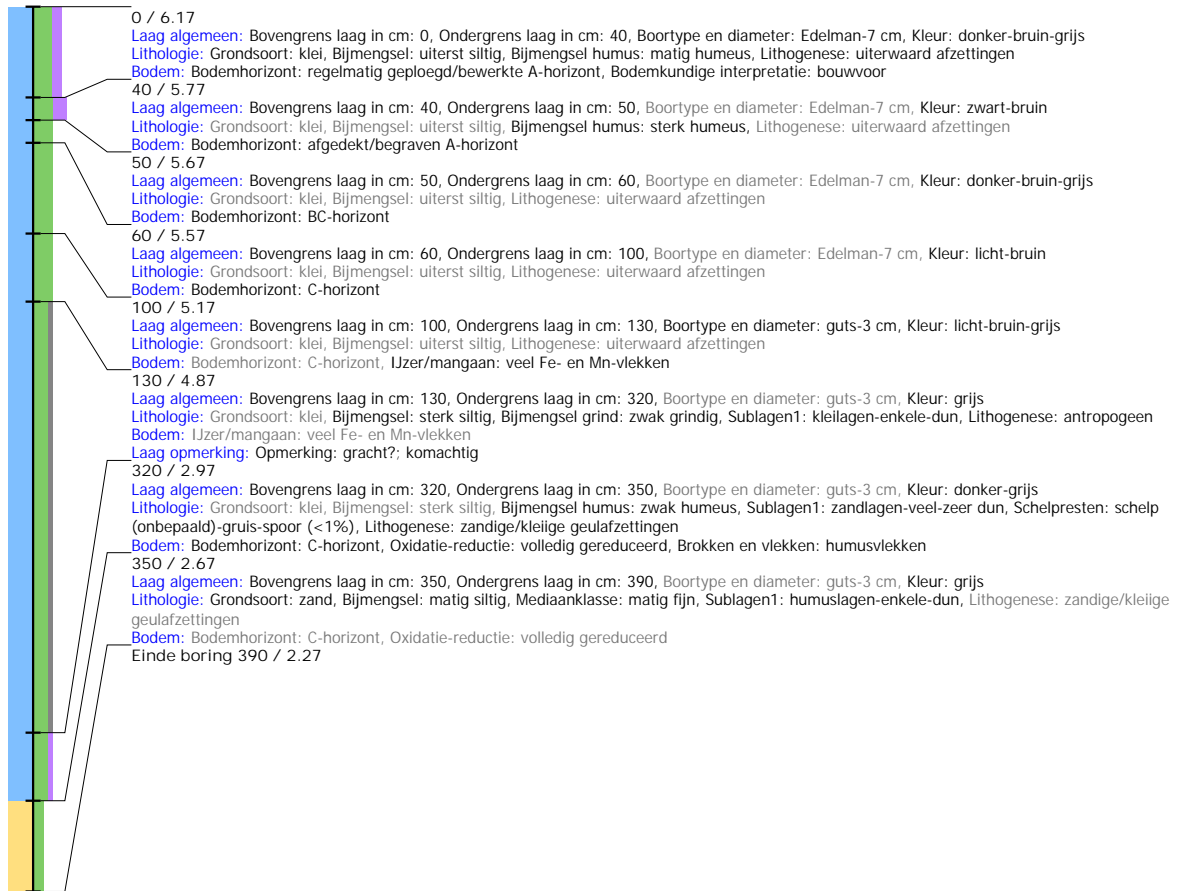 0 / 6.17
Laag algemeen: Bovengrens laag in cm: 0, Ondergrens laag in cm: 40, Boortype en diameter: Edelman-7 cm, Kleur: donker-bruin-grijs
Lithologie: Grondsoort: klei, Bijmengsel: uiterst siltig, Bijmengsel humus: matig humeus, Lithogenese: uiterwaard afzettingen
Bodem: Bodemhorizont: regelmatig geploegd/bewerkte A-horizont, Bodemkundige interpretatie: bouwvoor
40 / 5.77
Laag algemeen: Bovengrens laag in cm: 40, Ondergrens laag in cm: 50, Boortype en diameter: Edelman-7 cm, Kleur: zwart-bruin
Lithologie: Grondsoort: klei, Bijmengsel: uiterst siltig, Bijmengsel humus: sterk humeus, Lithogenese: uiterwaard afzettingen
Bodem: Bodemhorizont: afgedekt/begraven A-horizont
50 / 5.67
Laag algemeen: Bovengrens laag in cm: 50, Ondergrens laag in cm: 60, Boortype en diameter: Edelman-7 cm, Kleur: donker-bruin-grijs
Lithologie: Grondsoort: klei, Bijmengsel: uiterst siltig, Lithogenese: uiterwaard afzettingen
Bodem: Bodemhorizont: BC-horizont
60 / 5.57
Laag algemeen: Bovengrens laag in cm: 60, Ondergrens laag in cm: 100, Boortype en diameter: Edelman-7 cm, Kleur: licht-bruin
Lithologie: Grondsoort: klei, Bijmengsel: uiterst siltig, Lithogenese: uiterwaard afzettingen
Bodem: Bodemhorizont: C-horizont
100 / 5.17
Laag algemeen: Bovengrens laag in cm: 100, Ondergrens laag in cm: 130, Boortype en diameter: guts-3 cm, Kleur: licht-bruin-grijs
Lithologie: Grondsoort: klei, Bijmengsel: uiterst siltig, Lithogenese: uiterwaard afzettingen
Bodem: Bodemhorizont: C-horizont, IJzer/mangaan: veel Fe- en Mn-vlekken
130 / 4.87
Laag algemeen: Bovengrens laag in cm: 130, Ondergrens laag in cm: 320, Boortype en diameter: guts-3 cm, Kleur: grijs
Lithologie: Grondsoort: klei, Bijmengsel: sterk siltig, Bijmengsel grind: zwak grindig, Sublagen1: kleilagen-enkele-dun, Lithogenese: antropogeen
Bodem: IJzer/mangaan: veel Fe- en Mn-vlekken
Laag opmerking: Opmerking: gracht?; komachtig
320 / 2.97
Laag algemeen: Bovengrens laag in cm: 320, Ondergrens laag in cm: 350, Boortype en diameter: guts-3 cm, Kleur: donker-grijs
Lithologie: Grondsoort: klei, Bijmengsel: sterk siltig, Bijmengsel humus: zwak humeus, Sublagen1: zandlagen-veel-zeer dun, Schelpresten: schelp
(onbepaald)-gruis-spoor (<1%), Lithogenese: zandige/kleiige geulafzettingen
Bodem: Bodemhorizont: C-horizont, Oxidatie-reductie: volledig gereduceerd, Brokken en vlekken: humusvlekken
350 / 2.67
Laag algemeen: Bovengrens laag in cm: 350, Ondergrens laag in cm: 390, Boortype en diameter: guts-3 cm, Kleur: grijs
Lithologie: Grondsoort: zand, Bijmengsel: matig siltig, Mediaanklasse: matig fijn, Sublagen1: humuslagen-enkele-dun, Lithogenese: zandige/kleiige
geulafzettingen
Bodem: Bodemhorizont: C-horizont, Oxidatie-reductie: volledig gereduceerd
Einde boring 390 / 2.27